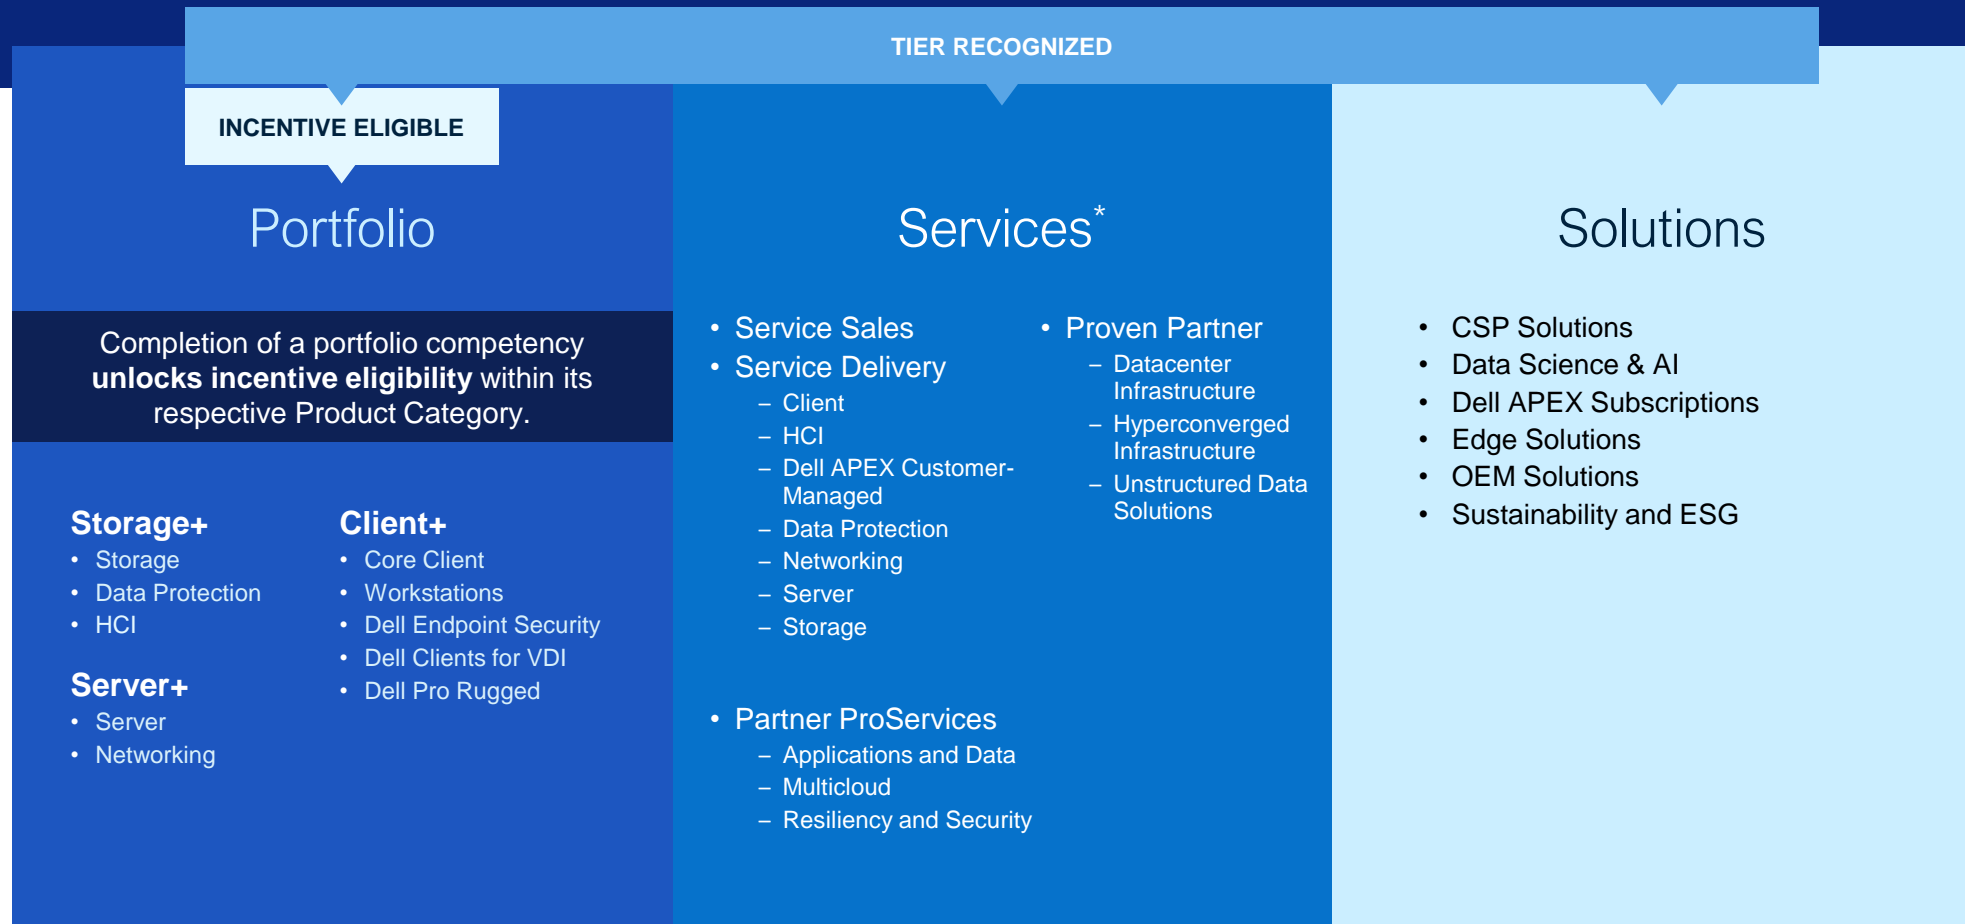 TIER RECOGNIZED
INCENTIVE ELIGIBLE
Portfolio
Completion of a portfolio competency
unlocks incentive eligibility within its
respective Product Category.
Storage+
• Storage
• Data Protection
• HCI
Server+
• Server
• Networking
Client+
• Core Client
• Workstations
• Dell Endpoint Security
• Dell Clients for VDI
• Dell Pro Rugged
Services*
• Service Sales
• Service Delivery
– Client
– HCI
– Dell APEX Customer-
Managed
– Data Protection
– Networking
– Server
– Storage
• Partner ProServices
– Applications and Data
– Multicloud
– Resiliency and Security
• Proven Partner
– Datacenter
Infrastructure
– Hyperconverged
Infrastructure
– Unstructured Data
Solutions
Solutions
• CSP Solutions
• Data Science & AI
• Dell APEX Subscriptions
• Edge Solutions
• OEM Solutions
• Sustainability and ESG